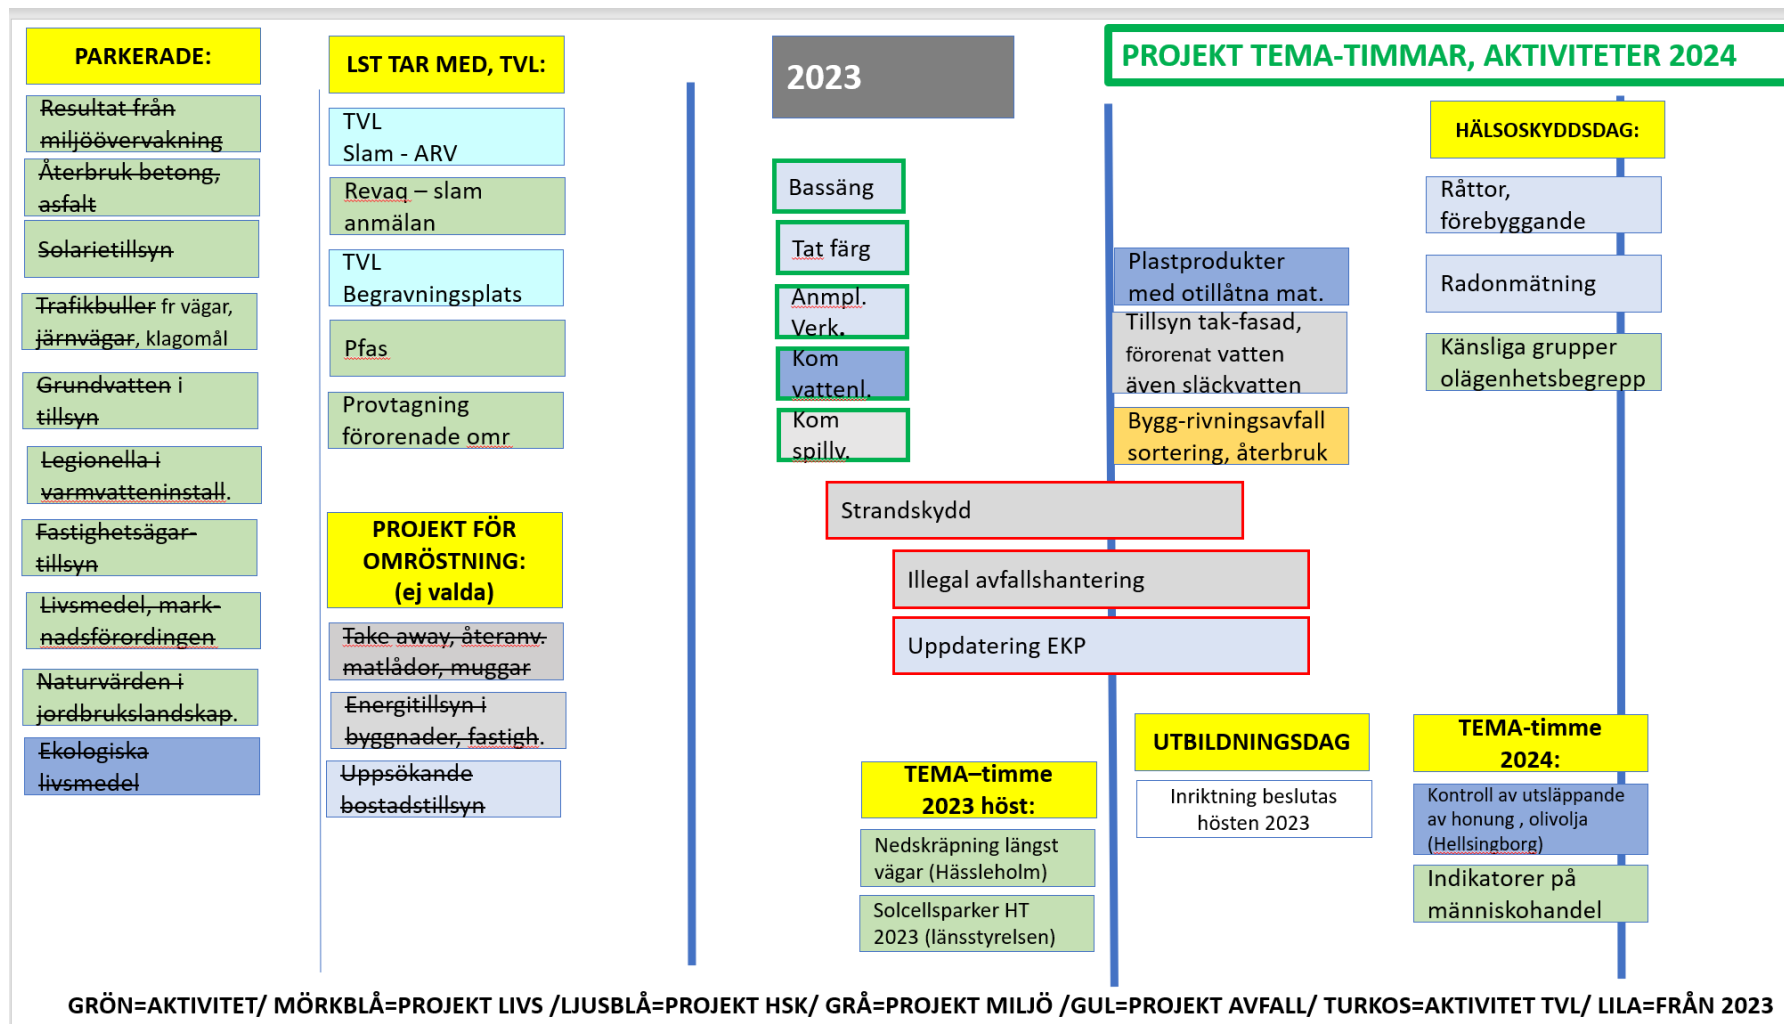 PARKERADE:
Resultat från
miljöövervakning
Återbruk betong,
asfalt
Solarietillsyn
Trafikbuller fr vägar,
järnvägar, klagomål
Grundvatten i
tillsyn
Legionella i
varmvatteninstall.
Fastighetsägar-
tillsyn
Livsmedel, mark-
nadsförordingen
Naturvärden i
jordbrukslandskap.
Ekologiska
livsmedel
LST TAR MED, TVL:
TVL
Slam - ARV
Revaq – slam
anmälan
TVL
Begravningsplats
Pfas
Provtagning
förorenade omr
PROJEKT FÖR
OMRÖSTNING:
(ej valda)
Take away, återanv.
matlådor, muggar
Energitillsyn i
byggnader, fastigh.
Uppsökande
bostadstillsyn
2023
Bassäng
Tat färg
Anmpl.
Verk.
Kom
vattenl.
Kom
spillv.
Strandskydd
Illegal avfallshantering
Uppdatering EKP
TEMA–timme
2023 höst:
Nedskräpning längst
vägar (Hässleholm)
Solcellsparker HT
2023 (länsstyrelsen)
PROJEKT TEMA-TIMMAR, AKTIVITETER 2024
Plastprodukter
med otillåtna mat.
Tillsyn tak-fasad,
förorenat vatten
även släckvatten
Bygg-rivningsavfall
sortering, återbruk
UTBILDNINGSDAG
Inriktning beslutas
hösten 2023
HÄLSOSKYDDSDAG:
Råttor,
förebyggande
Radonmätning
Känsliga grupper
olägenhetsbegrepp
TEMA-timme
2024:
Kontroll av utsläppande
av honung , olivolja
(Hellsingborg)
Indikatorer på
människohandel
GRÖN=AKTIVITET/ MÖRKBLÅ=PROJEKT LIVS /LJUSBLÅ=PROJEKT HSK/ GRÅ=PROJEKT MILJÖ /GUL=PROJEKT AVFALL/ TURKOS=AKTIVITET TVL/ LILA=FRÅN 2023